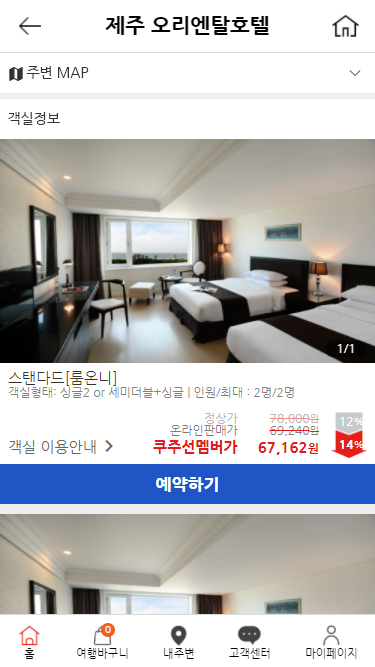 제주 오리엔탈호텔
주변 MAP
객실정보
1/1
스탠다드[룸온니]
객실형태: 싱글2 or 세미더블+싱글 | 인원/최대 : 2명/2명
정상가 78,000원 12%
온라인판매가 69,240원
객실 이용안내 쿠주선멤버가 67,162원 14%
예약하기
0
홈 여행바구니 내주변 고객센터 마이페이지